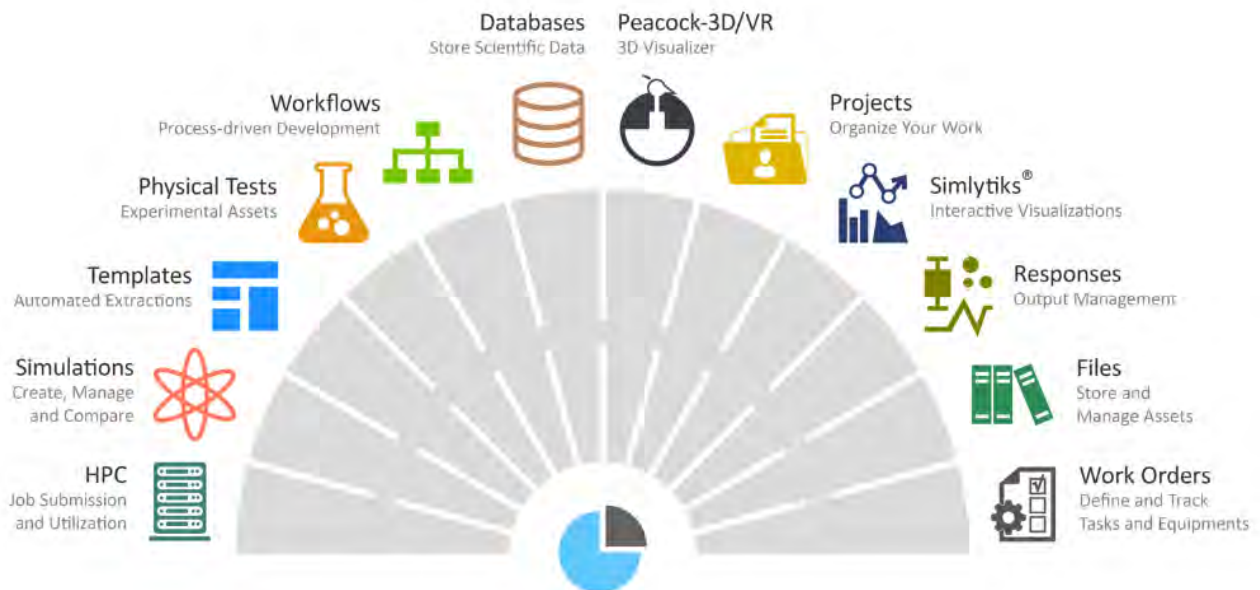 Databases
Store Scientific Data
Peacock-3D/VR
3D Visualizer
Workflows
Process-driven Development
Projects
Organize Your Work
Physical Tests
Experimental Assets
Simlytiks®
Interactive Visualizations
Templates
Automated Extractions
Responses
Output Management
Simulations
Create, Manage
and Compare
Files
Store and
Manage Assets
HPC
Job Submission
and Utilization
Work Orders
Define and Track
Tasks and Equipments